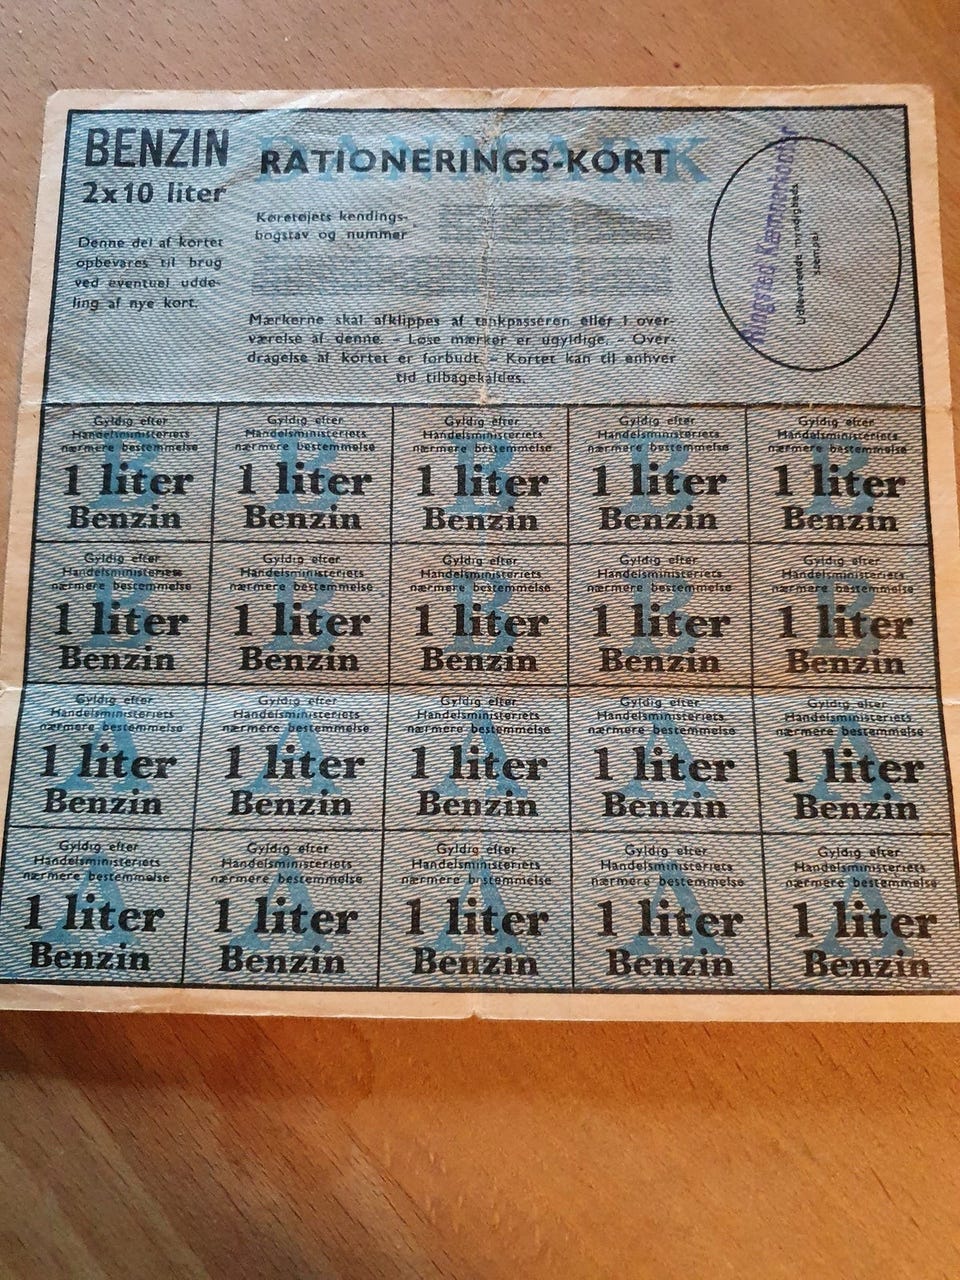 DANMARK
BENZIN
2x10 liter
Denne del af kortet
opbevares til brug
ved eventuel udde-
ling af nye kort.
RATIONERINGS-KORT
Køretøjets kendings-
bogstav og nummer
Mærkerne skal afklippes af tankpasseren eller i over-
værelse af denne. – Løse mærker er ugyldige. – Over-
dragelse af kortet er forbudt. – Kortet kan til enhver
tid tilbagekaldes.
Ringsted Kæmnerkontor
Udleverende myndigheds
stempel
Gyldig efter Gyldig efter Gyldig efter Gyldig efter Gyldig efter
Handelsministeriets Handelsministeriets Handelsministeriets Handelsministeriets Handelsministeriets
nærmere bestemmelse nærmere bestemmelse nærmere bestemmelse nærmere bestemmelse nærmere bestemmelse
B B B B B
1 liter 1 liter 1 liter 1 liter 1 liter
Benzin Benzin Benzin Benzin Benzin
Gyldig efter Gyldig efter Gyldig efter Gyldig efter Gyldig efter
Handelsministeriets Handelsministeriets Handelsministeriets Handelsministeriets Handelsministeriets
nærmere bestemmelse nærmere bestemmelse nærmere bestemmelse nærmere bestemmelse nærmere bestemmelse
B B B B B
1 liter 1 liter 1 liter 1 liter 1 liter
Benzin Benzin Benzin Benzin Benzin
Gyldig efter Gyldig efter Gyldig efter Gyldig efter Gyldig efter
Handelsministeriets Handelsministeriets Handelsministeriets Handelsministeriets Handelsministeriets
nærmere bestemmelse nærmere bestemmelse nærmere bestemmelse nærmere bestemmelse nærmere bestemmelse
A A A A A
1 liter 1 liter 1 liter 1 liter 1 liter
Benzin Benzin Benzin Benzin Benzin
Gyldig efter Gyldig efter Gyldig efter Gyldig efter Gyldig efter
Handelsministeriets Handelsministeriets Handelsministeriets Handelsministeriets Handelsministeriets
nærmere bestemmelse nærmere bestemmelse nærmere bestemmelse nærmere bestemmelse nærmere bestemmelse
A A A A A
1 liter 1 liter 1 liter 1 liter 1 liter
Benzin Benzin Benzin Benzin Benzin